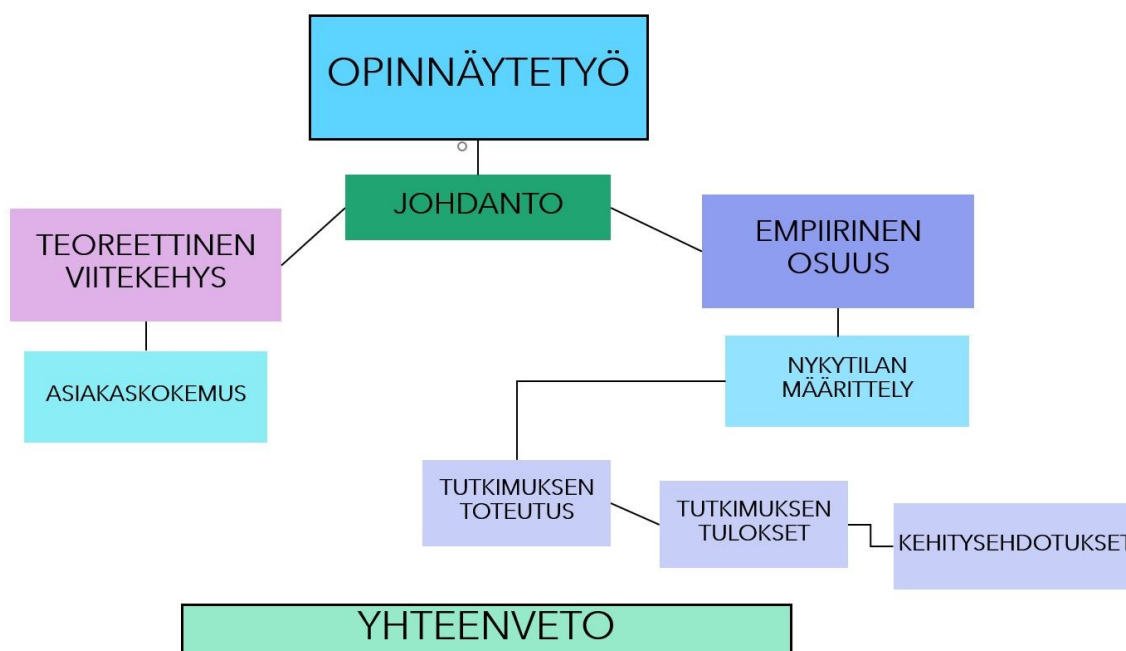 OPINNÄYTETYÖ
JOHDANTO
TEOREETTINEN
VIITEKEHYS
EMPIIRINEN
OSUUS
ASIAKASKOKEMUS
NYKYTILAN
MÄÄRITTELY
TUTKIMUKSEN
TOTEUTUS
TUTKIMUKSEN
TULOKSET
KEHITYSEHDOTUKSET
YHTEENVETO